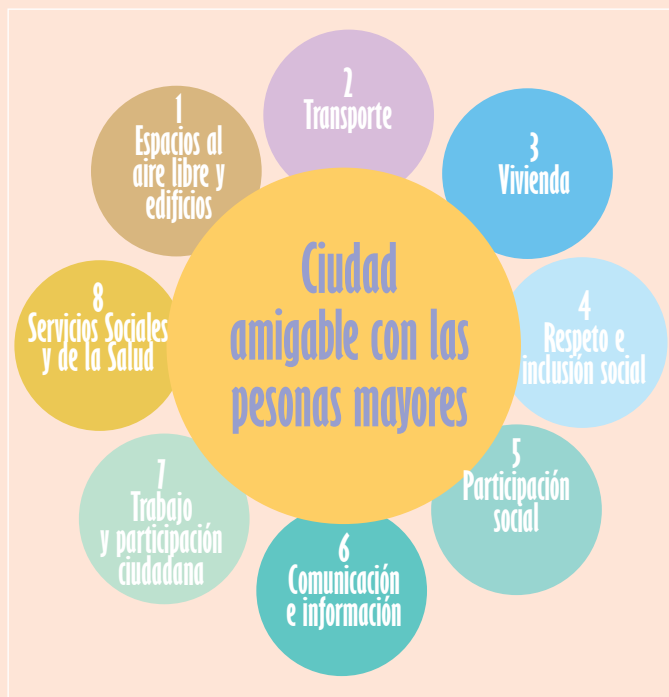 1
Espacios al
aire libre y
edificios
2
Transporte
3
Vivienda
4
Respeto e
inclusión social
5
Participación
social
6
Comunicación
e información
7
Trabajo
y participación
ciudadana
8
Servicios Sociales
y de la Salud
Ciudad
amigable con las
pesonas mayores